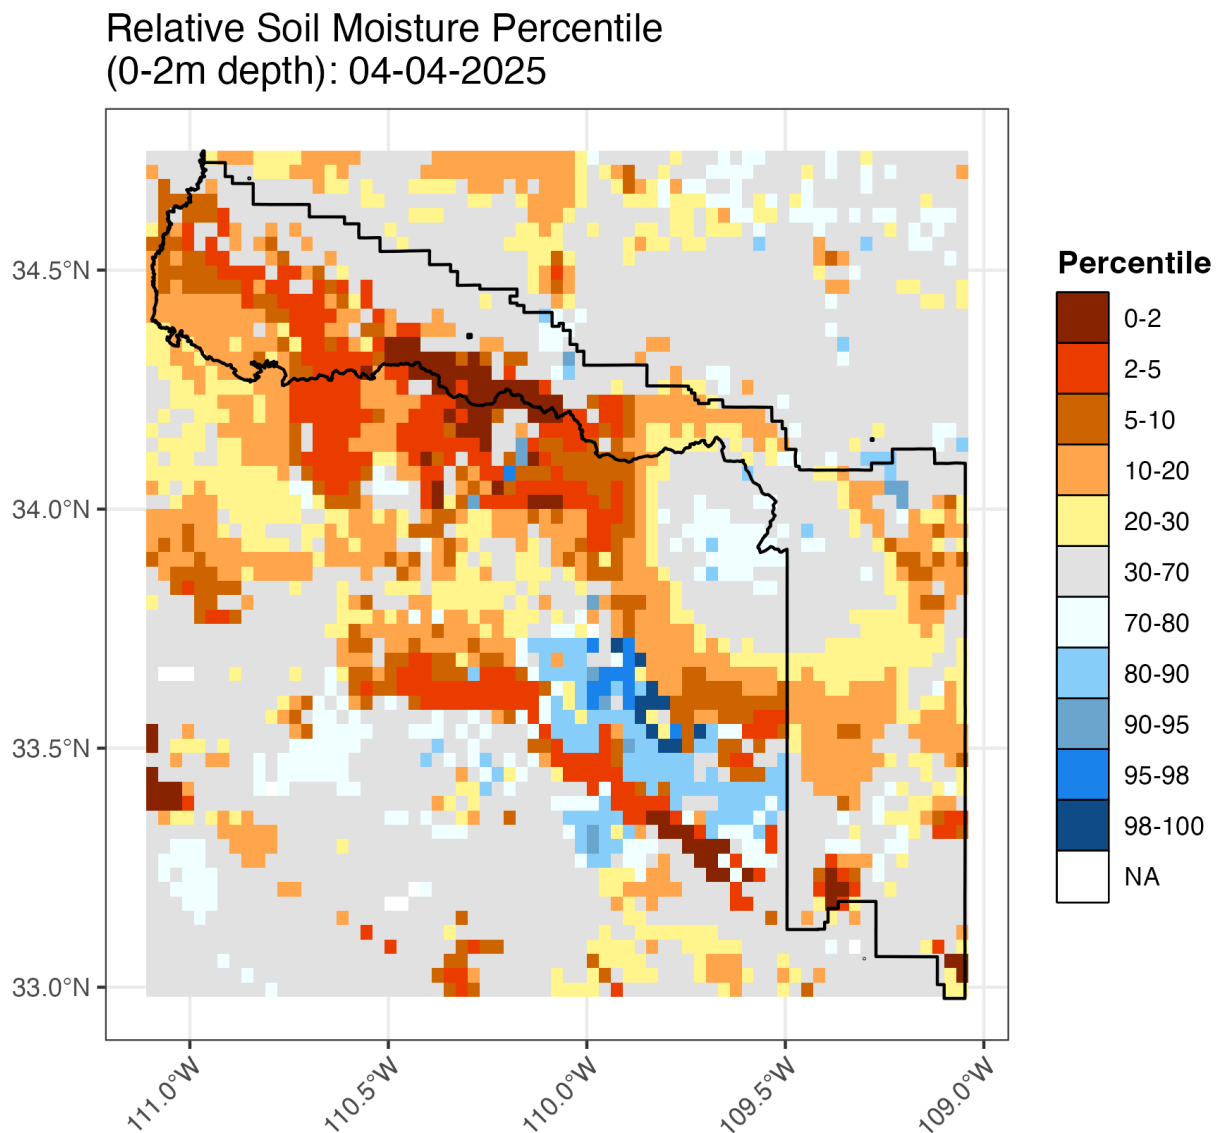 Relative Soil Moisture Percentile
(0-2m depth): 04-04-2025
34.5°N
34.0°N
33.5°N
33.0°N
111.0°W
110.5°W
110.0°W
109.5°W
109.0°W
Percentile
0-2
2-5
5-10
10-20
20-30
30-70
70-80
80-90
90-95
95-98
98-100
NA